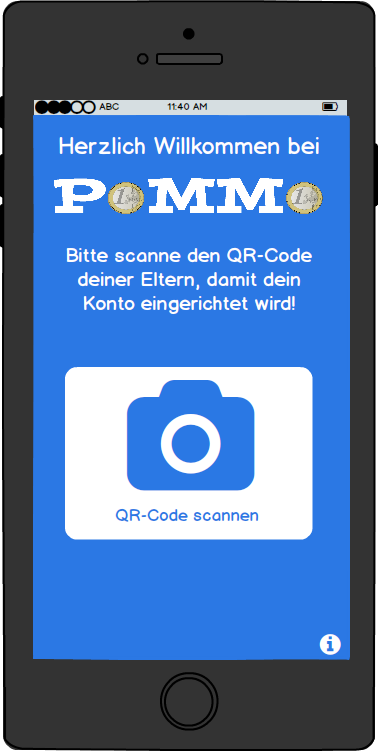 ABC 11:40 AM
Herzlich Willkommen bei
POMMO
Bitte scanne den QR-Code
deiner Eltern, damit dein
Konto eingerichtet wird!
QR-Code scannen
i